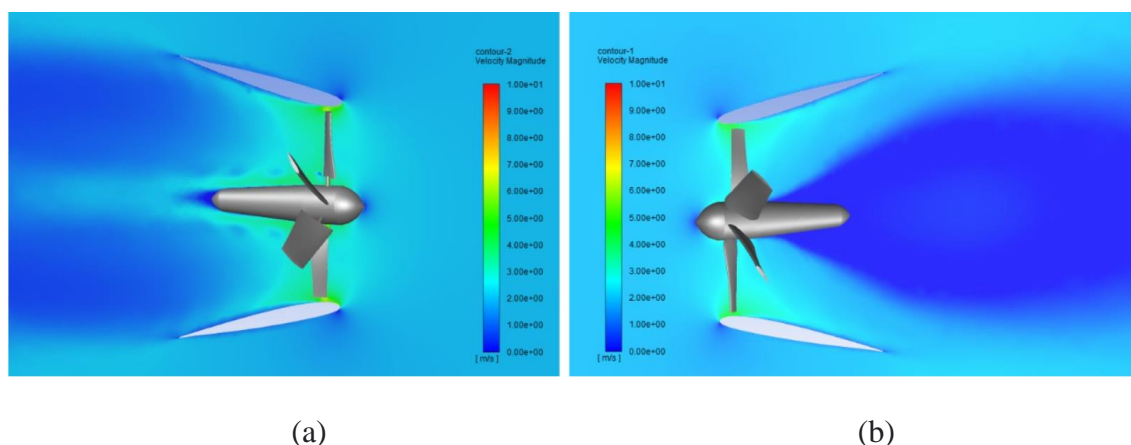 contour-2
Velocity Magnitude
1.00e+01
9.00e+00
8.00e+00
7.00e+00
6.00e+00
5.00e+00
4.00e+00
3.00e+00
2.00e+00
1.00e+00
0.00e+00
[ m/s ]
contour-1
Velocity Magnitude
1.00e+01
9.00e+00
8.00e+00
7.00e+00
6.00e+00
5.00e+00
4.00e+00
3.00e+00
2.00e+00
1.00e+00
0.00e+00
[ m/s ]
(a)
(b)